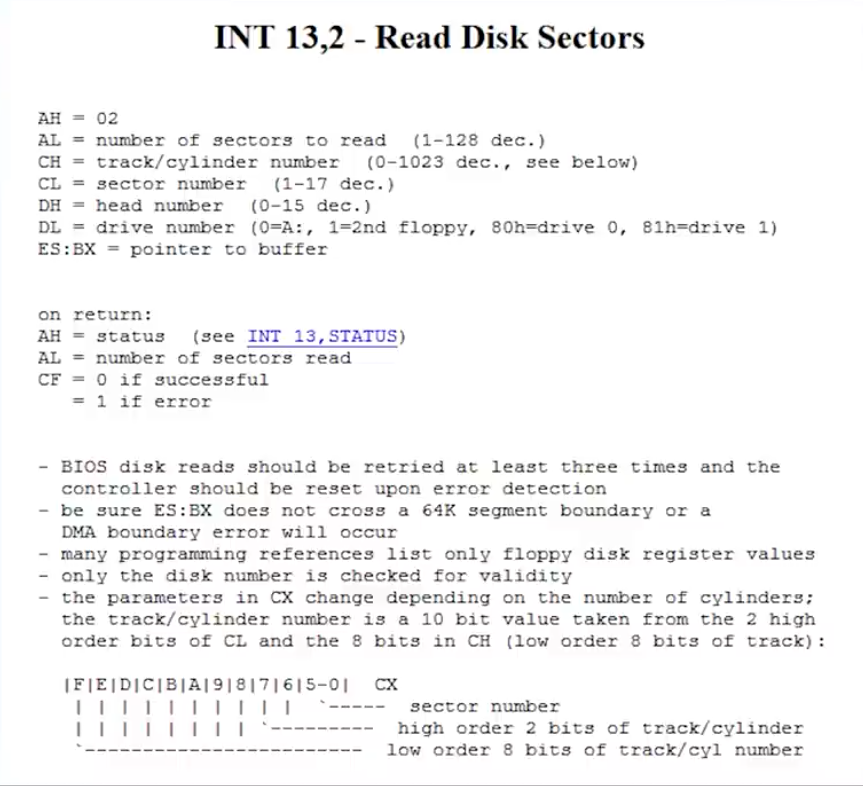 INT 13,2 - Read Disk Sectors
AH = 02
AL = number of sectors to read  (1-128 dec.)
CH = track/cylinder number  (0-1023 dec., see below)
CL = sector number  (1-17 dec.)
DH = head number  (0-15 dec.)
DL = drive number (0=A:, 1=2nd floppy, 80h=drive 0, 81h=drive 1)
ES:BX = pointer to buffer
on return:
AH = status  (see INT 13,STATUS)
AL = number of sectors read
CF = 0 if successful
   = 1 if error
- BIOS disk reads should be retried at least three times and the
  controller should be reset upon error detection
- be sure ES:BX does not cross a 64K segment boundary or a
  DMA boundary error will occur
- many programming references list only floppy disk register values
- only the disk number is checked for validity
- the parameters in CX change depending on the number of cylinders;
  the track/cylinder number is a 10 bit value taken from the 2 high
  order bits of CL and the 8 bits in CH (low order 8 bits of track):
|F|E|D|C|B|A|9|8|7|6|5-0|  CX
 | | | | | | | | | |  `-----  sector number
 | | | | | | | | `---------  high order 2 bits of track/cylinder
 `------------------------  low order 8 bits of track/cyl number